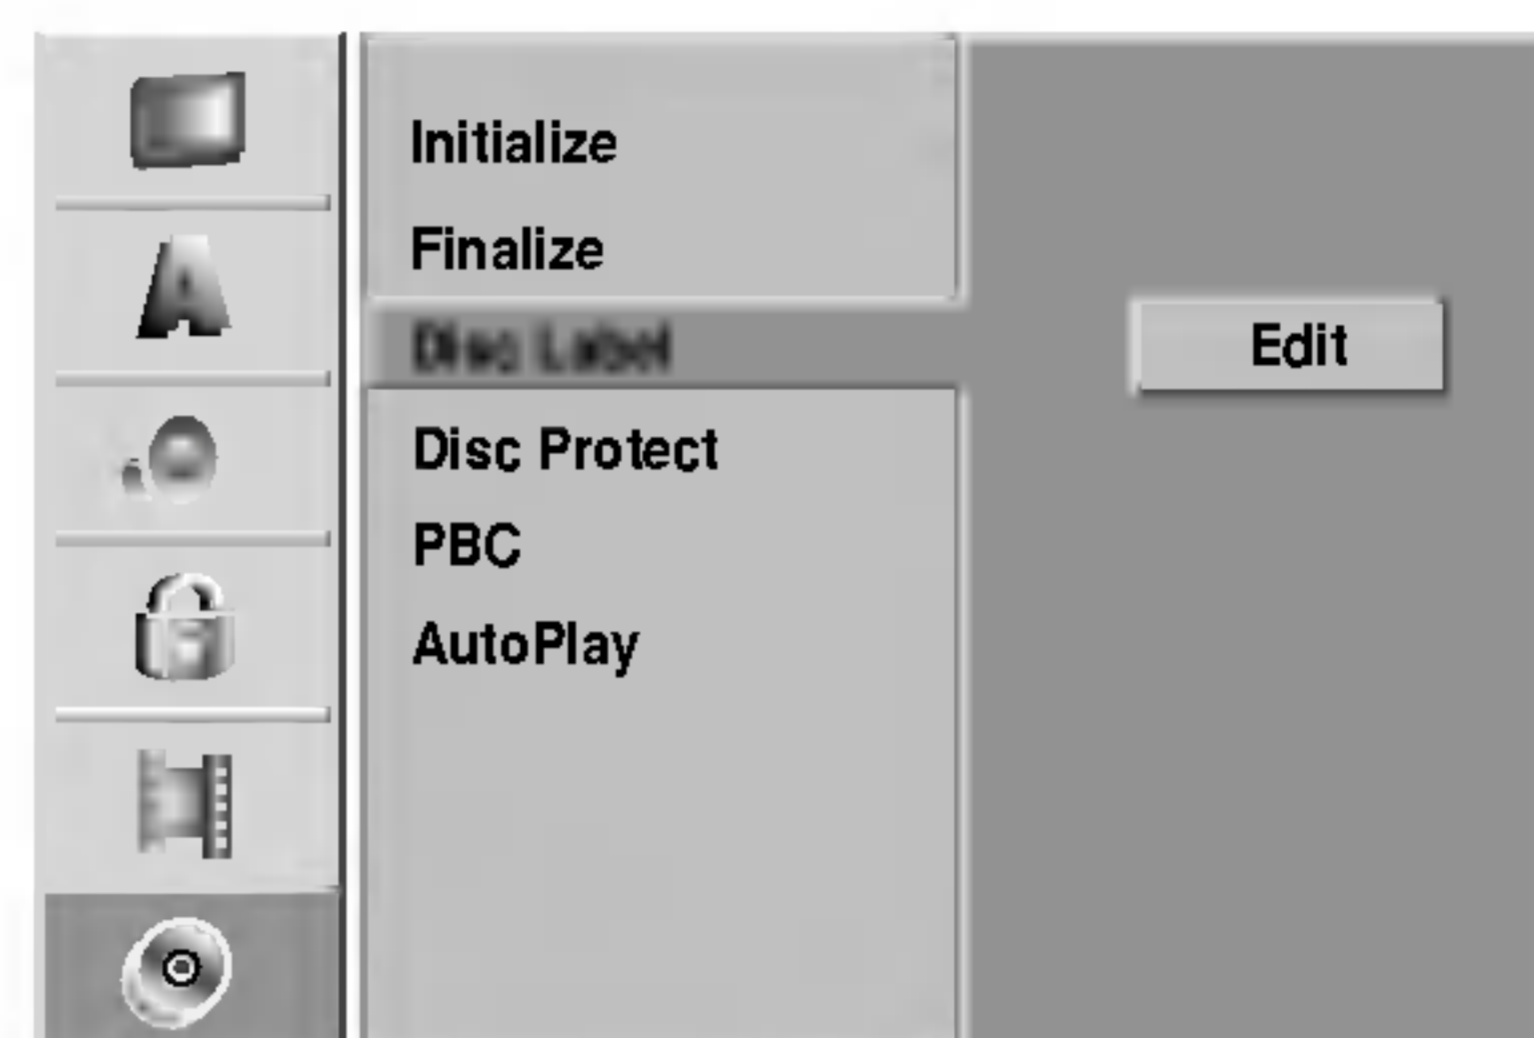 Initialize
Finalize
Disc Label
Edit
Disc Protect
PBC
AutoPlay